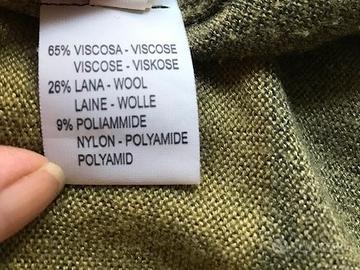 65% VISCOSA - VISCOSE
VISCOSE - VISKOSE
26% LANA - WOOL
LAINE - WOLLE
9% POLIAMMIDE
NYLON - POLYAMIDE
POLYAMID